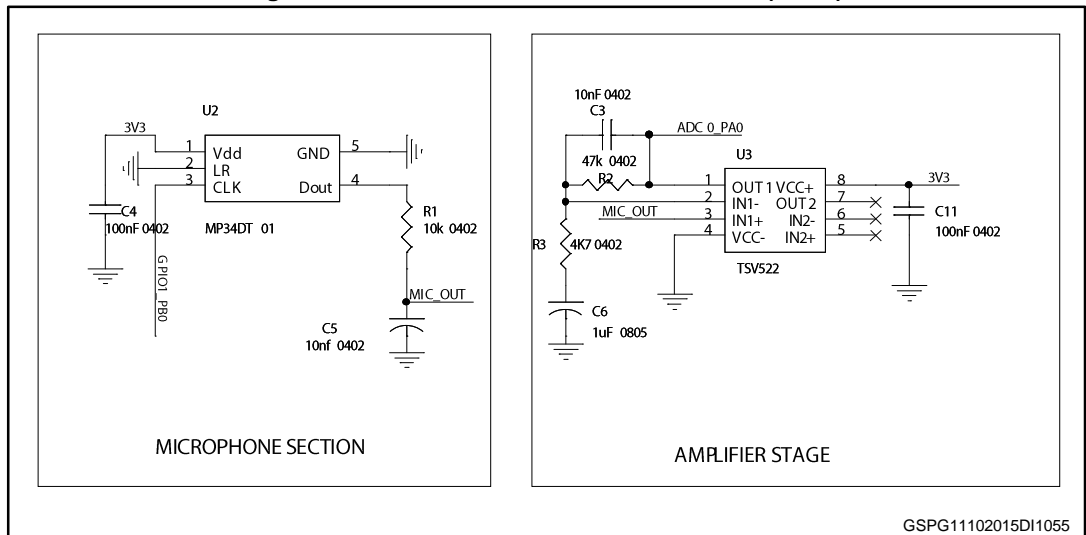 U2
3V3
1 Vdd
2 LR
3 CLK
GND 5
Dout 4
MP34DT 01
C4
100nF 0402
GPIO1_PB0
R1
10k 0402
MIC_OUT
C5
10nf 0402
MICROPHONE SECTION
10nF 0402
C3
ADC 0_PA0
47k 0402
R2
U3
1 OUT 1 VCC+ 8
2 IN1- OUT 2 7
3 IN1+ IN2- 6
4 VCC- IN2+ 5
MIC_OUT
3V3
TSV522
R3
4K7 0402
C6
1uF 0805
C11
100nF 0402
AMPLIFIER STAGE
GSPG11102015DI1055